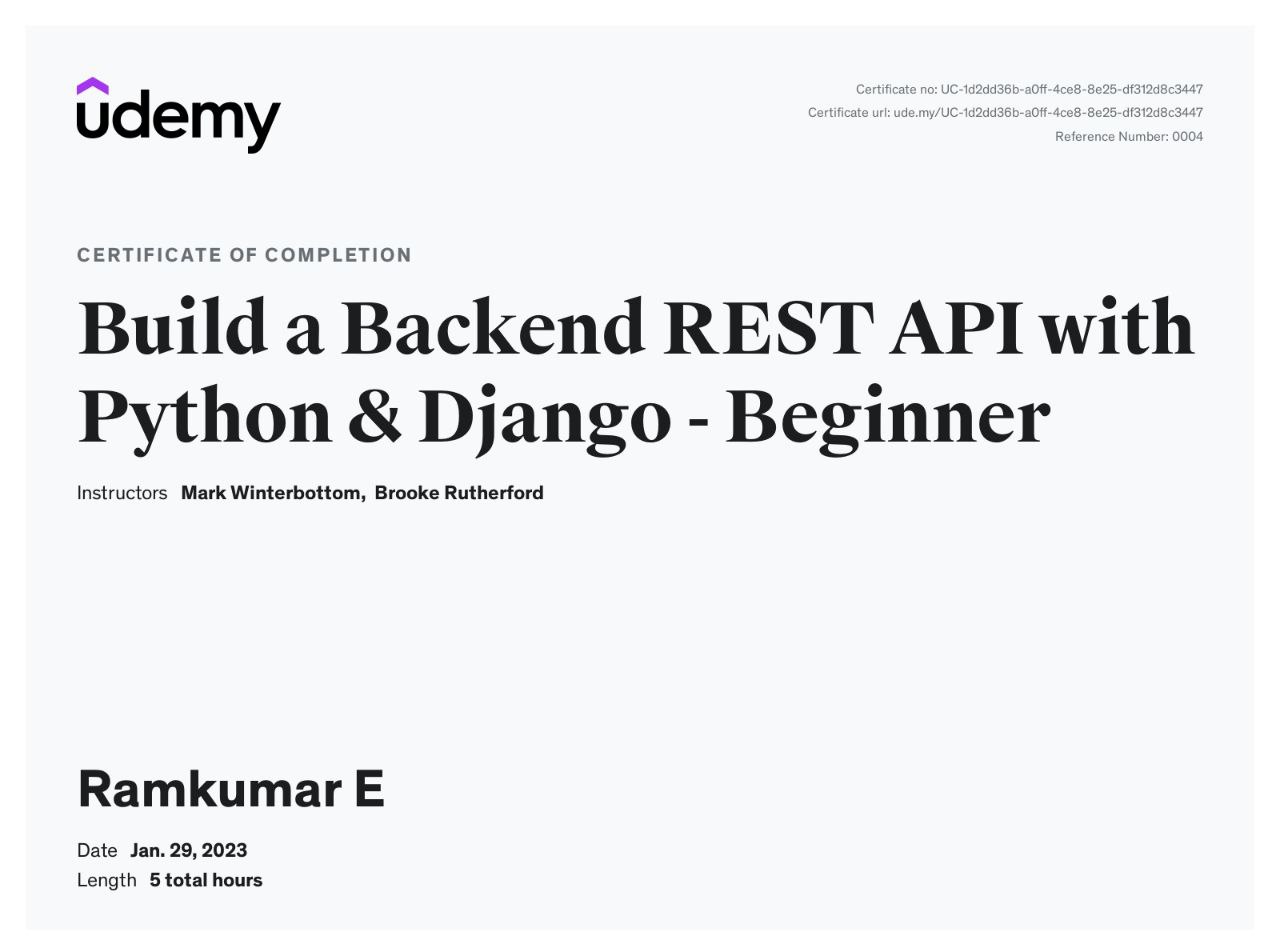 udemy
Certificate no: UC-1d2dd36b-a0ff-4ce8-8e25-df312d8c3447
Certificate url: ude.my/UC-1d2dd36b-a0ff-4ce8-8e25-df312d8c3447
Reference Number: 0004
CERTIFICATE OF COMPLETION
Build a Backend REST API with
Python & Django - Beginner
Instructors Mark Winterbottom, Brooke Rutherford
Ramkumar E
Date Jan. 29, 2023
Length 5 total hours